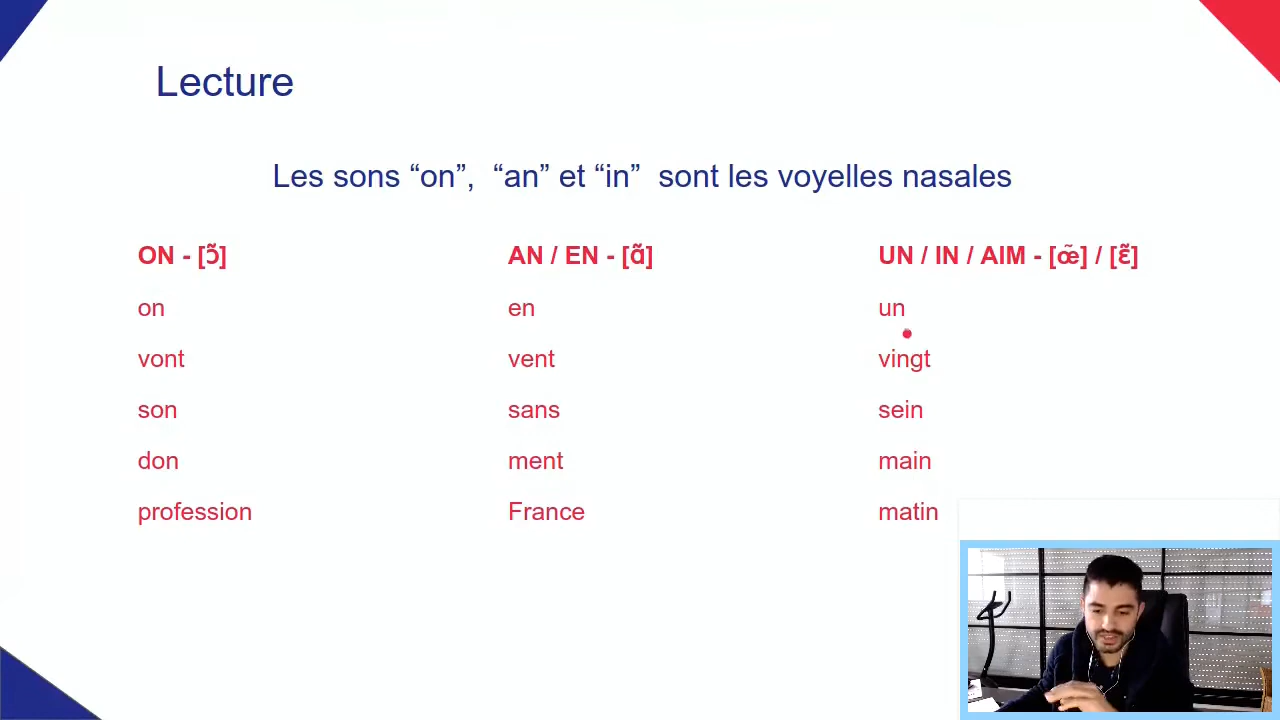 Lecture
Les sons “on”, “an” et “in” sont les voyelles nasales
ON - [ɔ̃]
on
vont
son
don
profession
AN / EN - [ɑ̃]
en
vent
sans
ment
France
UN / IN / AIM - [œ̃] / [ɛ̃]
un
vingt
sein
main
matin